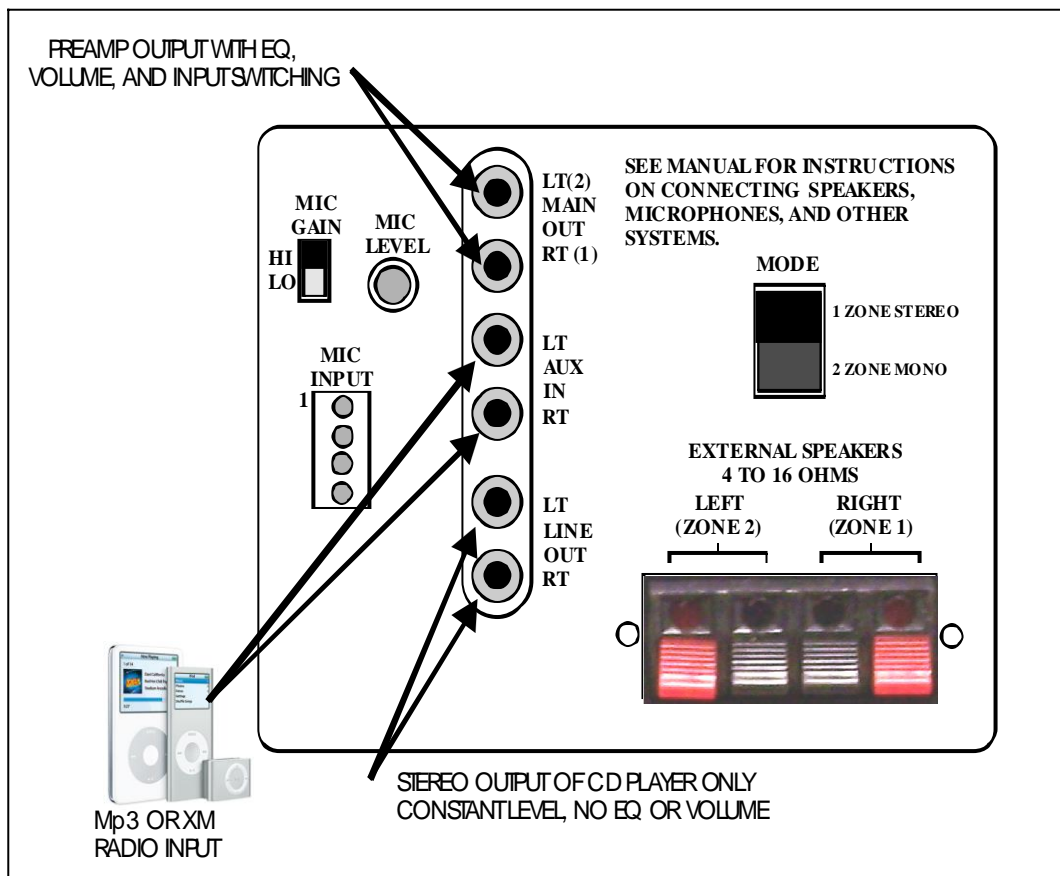 PREAMP OUTPUT WITH EQ,
VOLUME, AND INPUT SWITCHING
SEE MANUAL FOR INSTRUCTIONS
ON CONNECTING SPEAKERS,
MICROPHONES, AND OTHER
SYSTEMS.
LT(2)
MAIN
OUT
RT (1)
MIC
GAIN
HI
LO
MIC
LEVEL
MODE
1 ZONE STEREO
2 ZONE MONO
LT
AUX
IN
RT
MIC
INPUT
1
EXTERNAL SPEAKERS
4 TO 16 OHMS
LEFT
(ZONE 2)
RIGHT
(ZONE 1)
LT
LINE
OUT
RT
Mp3 OR XM
RADIO INPUT
STEREO OUTPUT OF CD PLAYER ONLY
CONSTANT LEVEL, NO EQ OR VOLUME